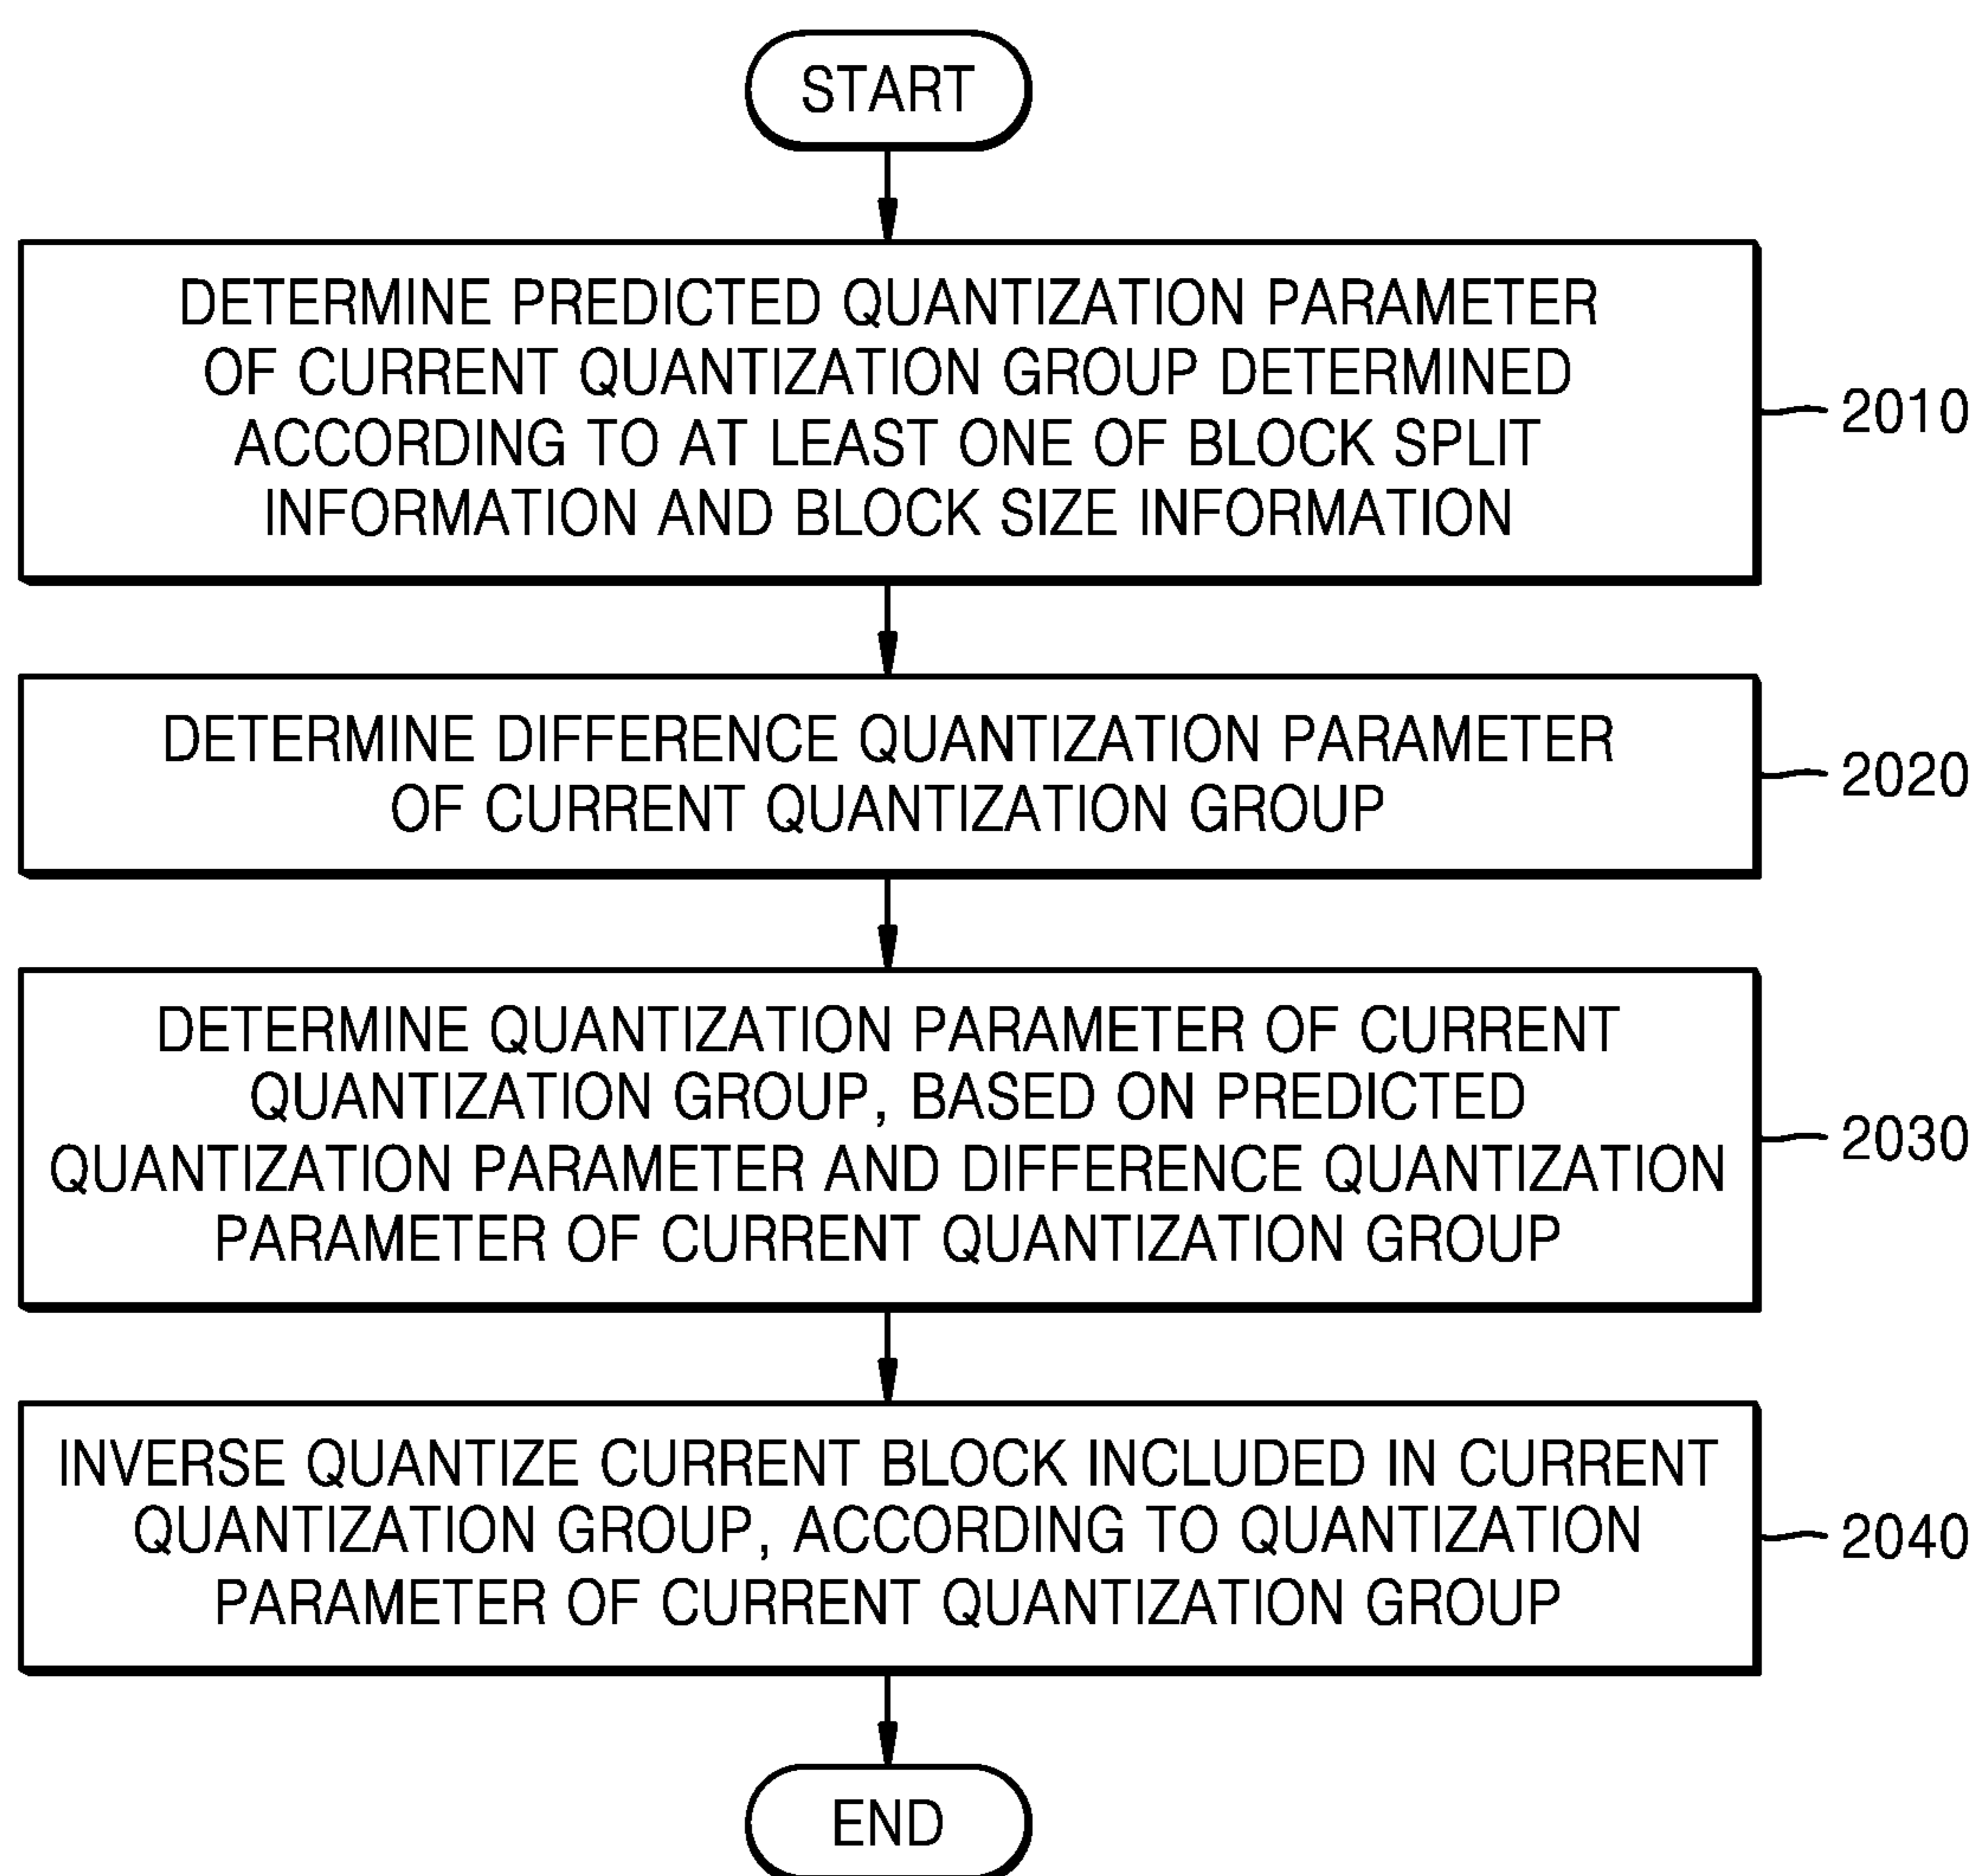 START
DETERMINE PREDICTED QUANTIZATION PARAMETER
OF CURRENT QUANTIZATION GROUP DETERMINED
ACCORDING TO AT LEAST ONE OF BLOCK SPLIT
INFORMATION AND BLOCK SIZE INFORMATION
2010
DETERMINE DIFFERENCE QUANTIZATION PARAMETER
OF CURRENT QUANTIZATION GROUP
2020
DETERMINE QUANTIZATION PARAMETER OF CURRENT
QUANTIZATION GROUP, BASED ON PREDICTED
QUANTIZATION PARAMETER AND DIFFERENCE QUANTIZATION
PARAMETER OF CURRENT QUANTIZATION GROUP
2030
INVERSE QUANTIZE CURRENT BLOCK INCLUDED IN CURRENT
QUANTIZATION GROUP, ACCORDING TO QUANTIZATION
PARAMETER OF CURRENT QUANTIZATION GROUP
2040
END